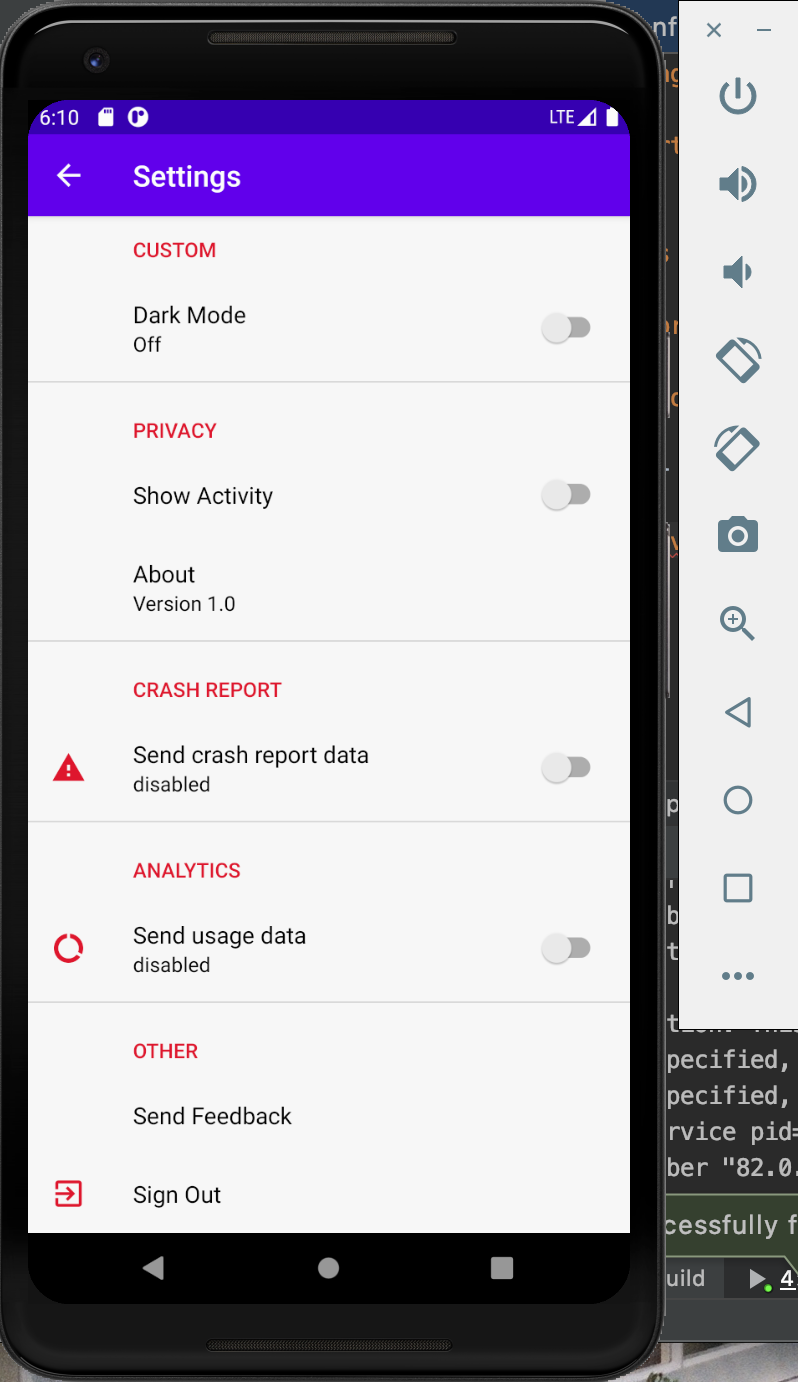 6:10
LTE
Settings
CUSTOM
Dark Mode
Off
PRIVACY
Show Activity
About
Version 1.0
CRASH REPORT
Send crash report data
disabled
ANALYTICS
Send usage data
disabled
OTHER
Send Feedback
Sign Out
pecified,
pecified,
rvice pid=
ber "82.0.
cessfully f
uild
4